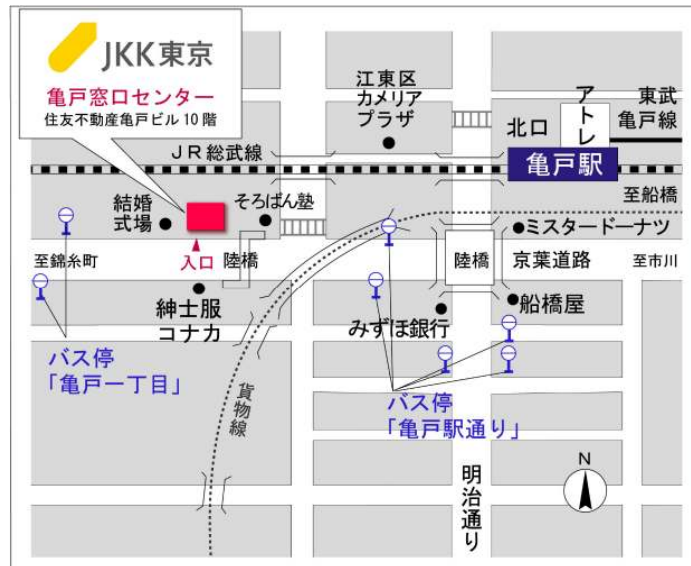 JKK東京
亀戸窓口センター
住友不動産亀戸ビル10階
江東区
カメリア
プラザ
アトレ
東武
亀戸線
北口
JR総武線
亀戸駅
至船橋
結婚
式場
そろばん塾
ミスタードーナツ
至錦糸町
入口
陸橋
陸橋
京葉道路
至市川
紳士服
コナカ
みずほ銀行
船橋屋
バス停
「亀戸一丁目」
貨物線
バス停
「亀戸駅通り」
明治通り
N